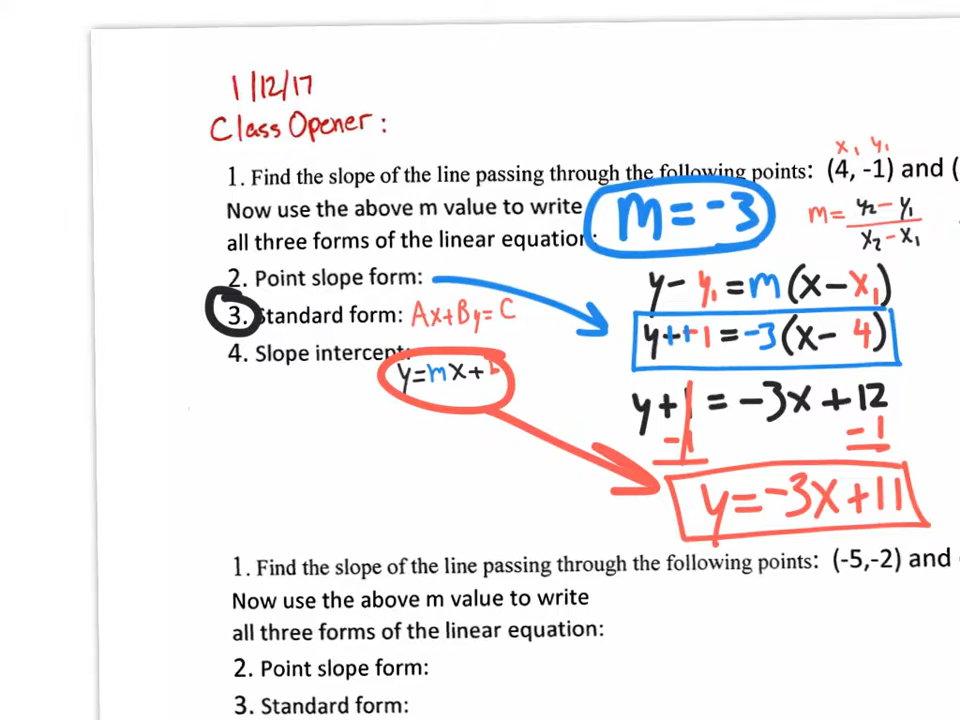 1/12/17
Class Opener:
x₁ y₁
1. Find the slope of the line passing through the following points: (4, -1) and (
Now use the above m value to write
m = -3
m = y₂ - y₁ / x₂ - x₁
all three forms of the linear equation:
2. Point slope form:
y - y₁ = m(x - x₁)
3. Standard form: Ax + By = C
y + +1 = -3(x - 4)
4. Slope intercept:
y = mx + b
y + 1 = -3x + 12
-1 -1
y = -3x + 11
1. Find the slope of the line passing through the following points: (-5,-2) and
Now use the above m value to write
all three forms of the linear equation:
2. Point slope form:
3. Standard form: